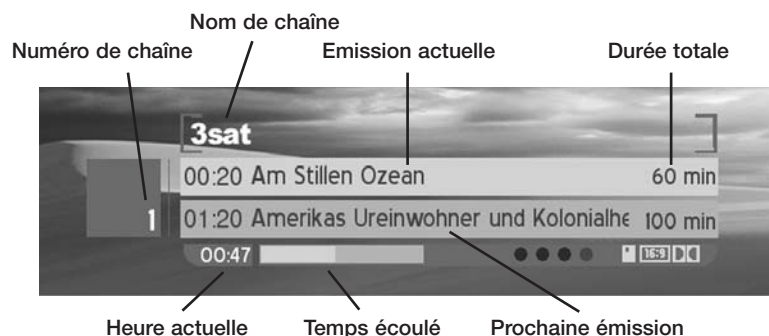 Nom de chaîne
Numéro de chaîne Emission actuelle Durée totale
3sat
00:20 Am Stillen Ozean 60 min
1 01:20 Amerikas Ureinwohner und Kolonialhe 100 min
00:47 16:9
Heure actuelle Temps écoulé Prochaine émission